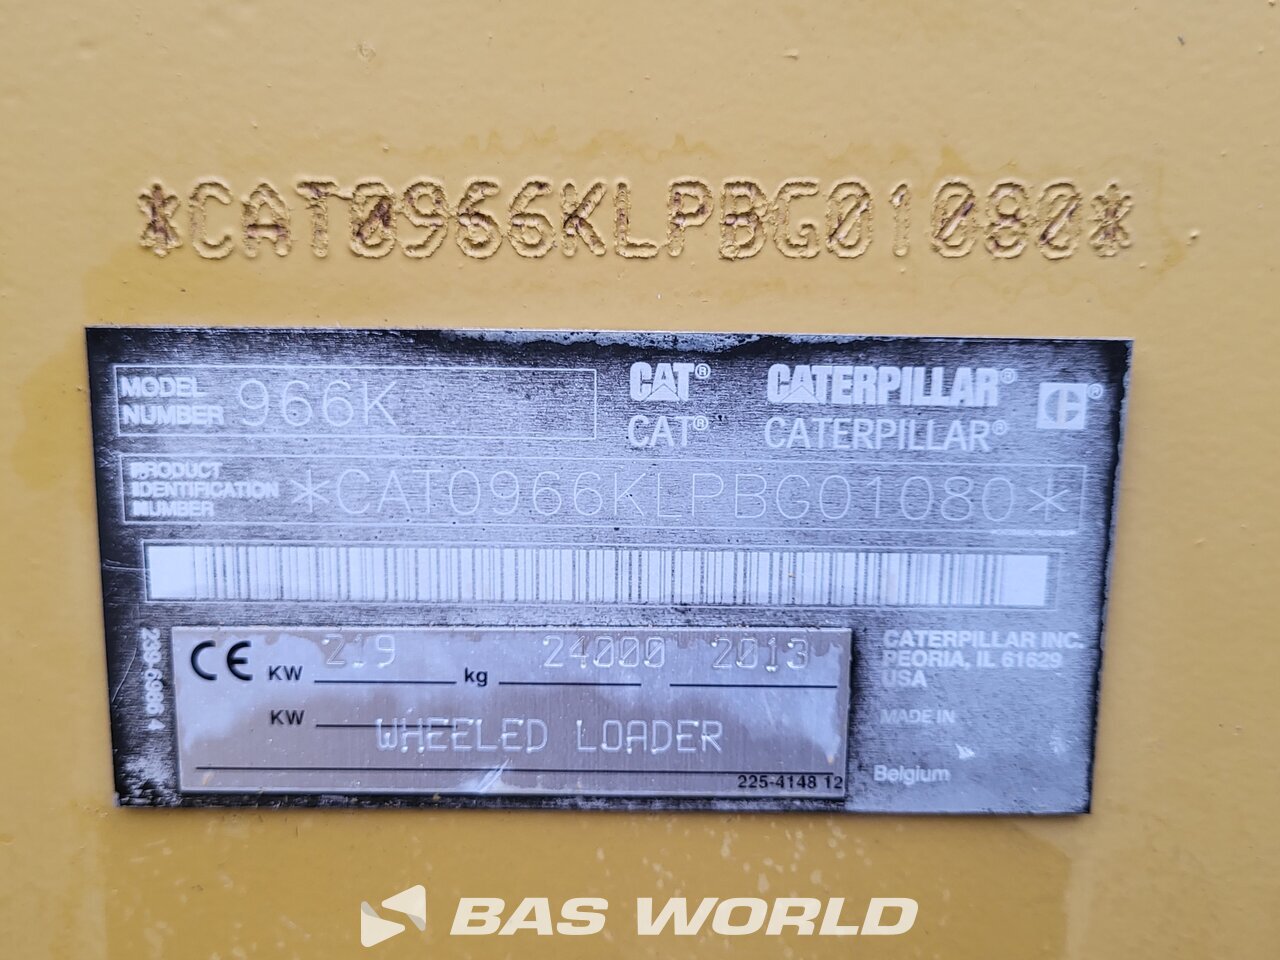 *CAT0966KLPBG01080*
MODEL NUMBER 966K
CAT® CATERPILLAR® ®
CAT® CATERPILLAR®
PRODUCT IDENTIFICATION NUMBER *CAT0966KLPBG01080*
CE KW 219 kg 24000 2013
KW
WHEELED LOADER
225-4148 12
CATERPILLAR INC.
PEORIA, IL 61629
USA
MADE IN
Belgium
BAS WORLD